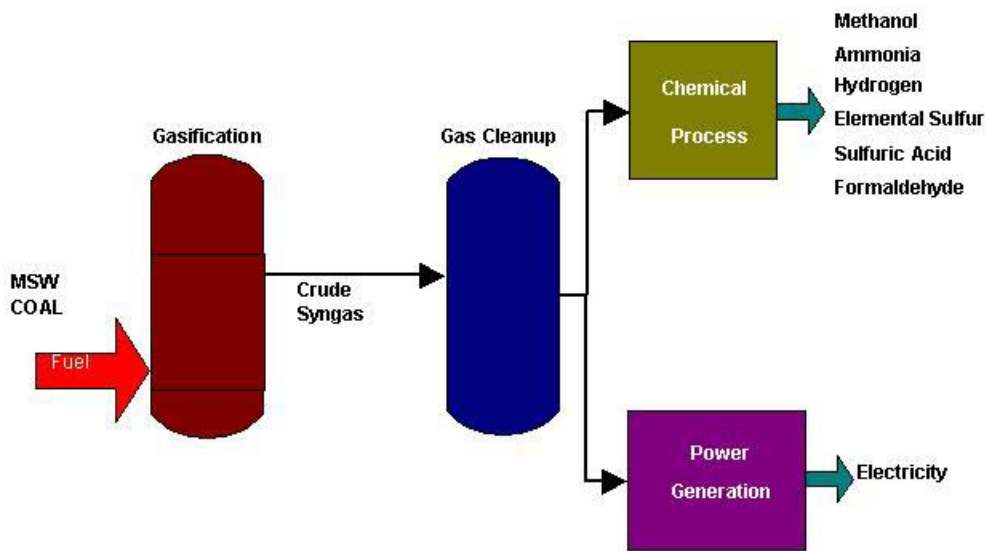 MSW
COAL
Fuel
Gasification
Crude
Syngas
Gas Cleanup
Chemical
Process
Methanol
Ammonia
Hydrogen
Elemental Sulfur
Sulfuric Acid
Formaldehyde
Power
Generation
Electricity